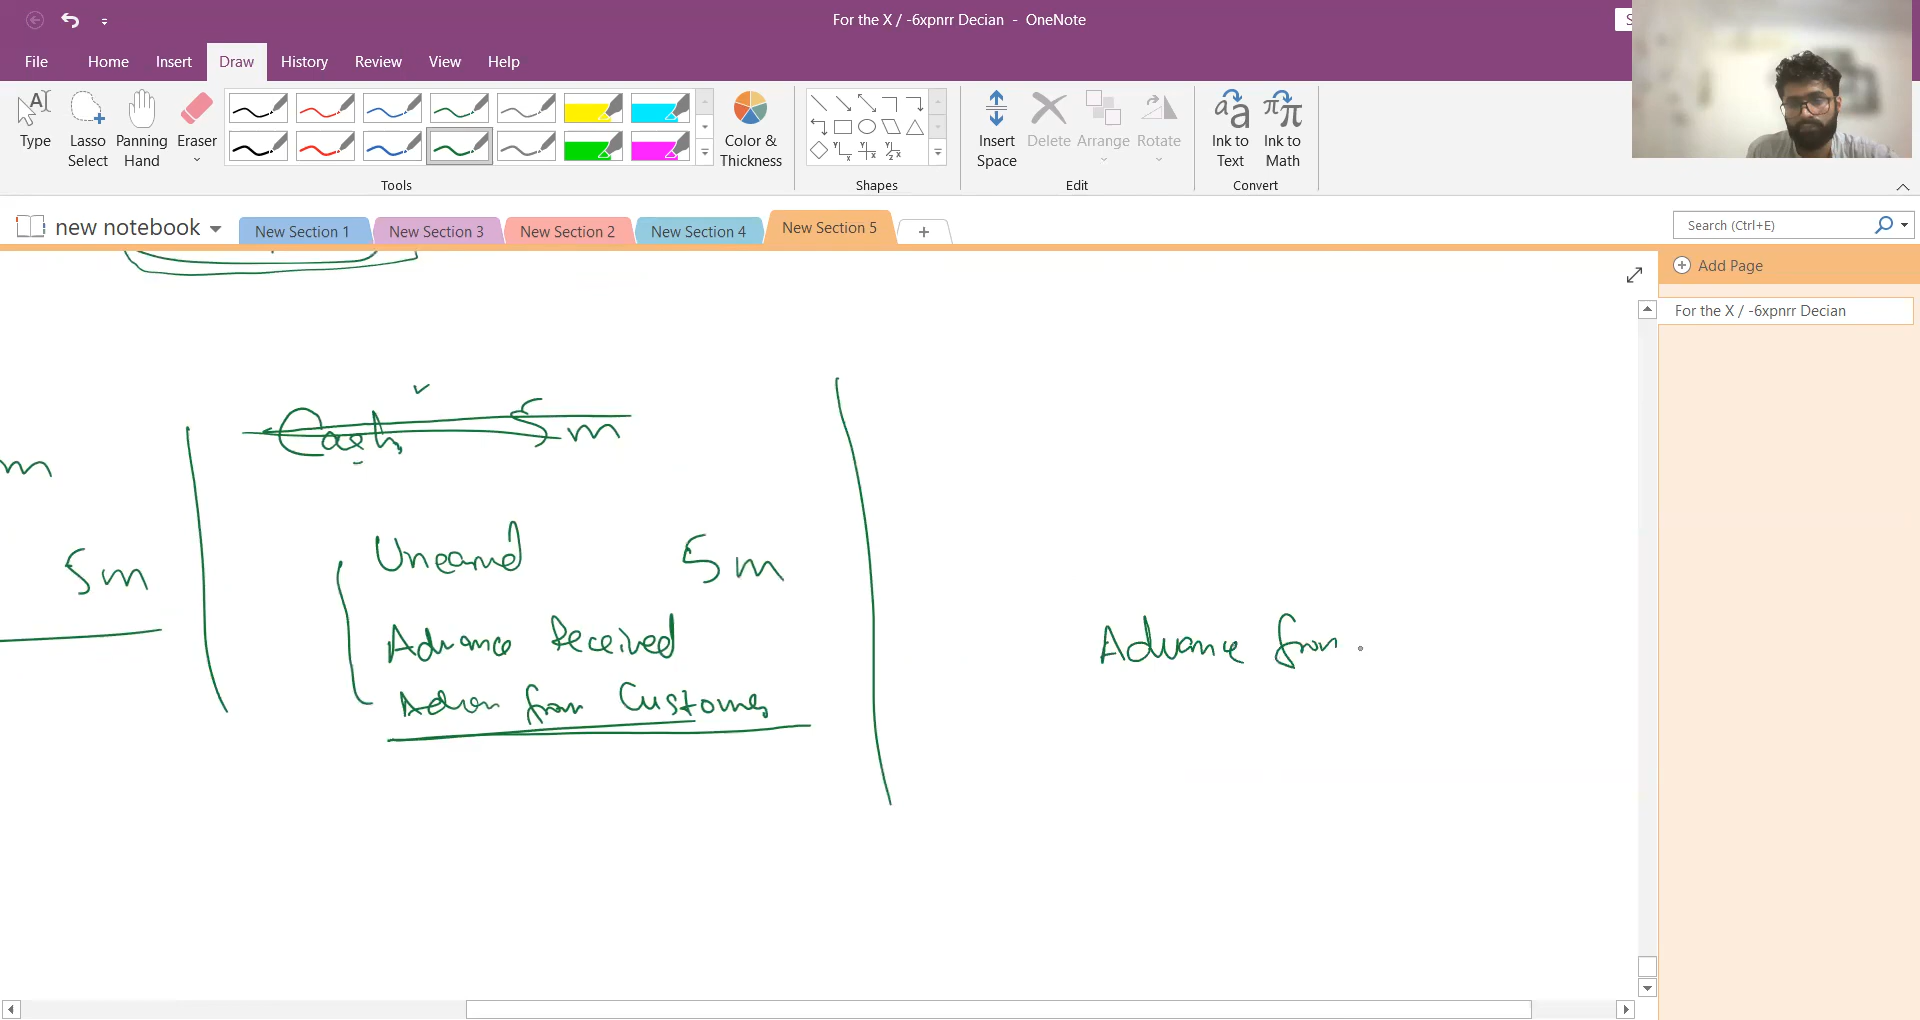 For the X / -6xpnrr Decian - OneNote
S
File Home Insert Draw History Review View Help
Type
Lasso Select
Panning Hand
Eraser
Color & Thickness
Insert Space
Delete
Arrange
Rotate
Ink to Text
Ink to Math
Tools
Shapes
Edit
Convert
new notebook
New Section 1 New Section 3 New Section 2 New Section 4 New Section 5
Search (Ctrl+E)
Add Page
For the X / -6xpnrr Decian
Cash 5m
m
5m
Unearned 5m
Advance Received
from Customers
Advance from